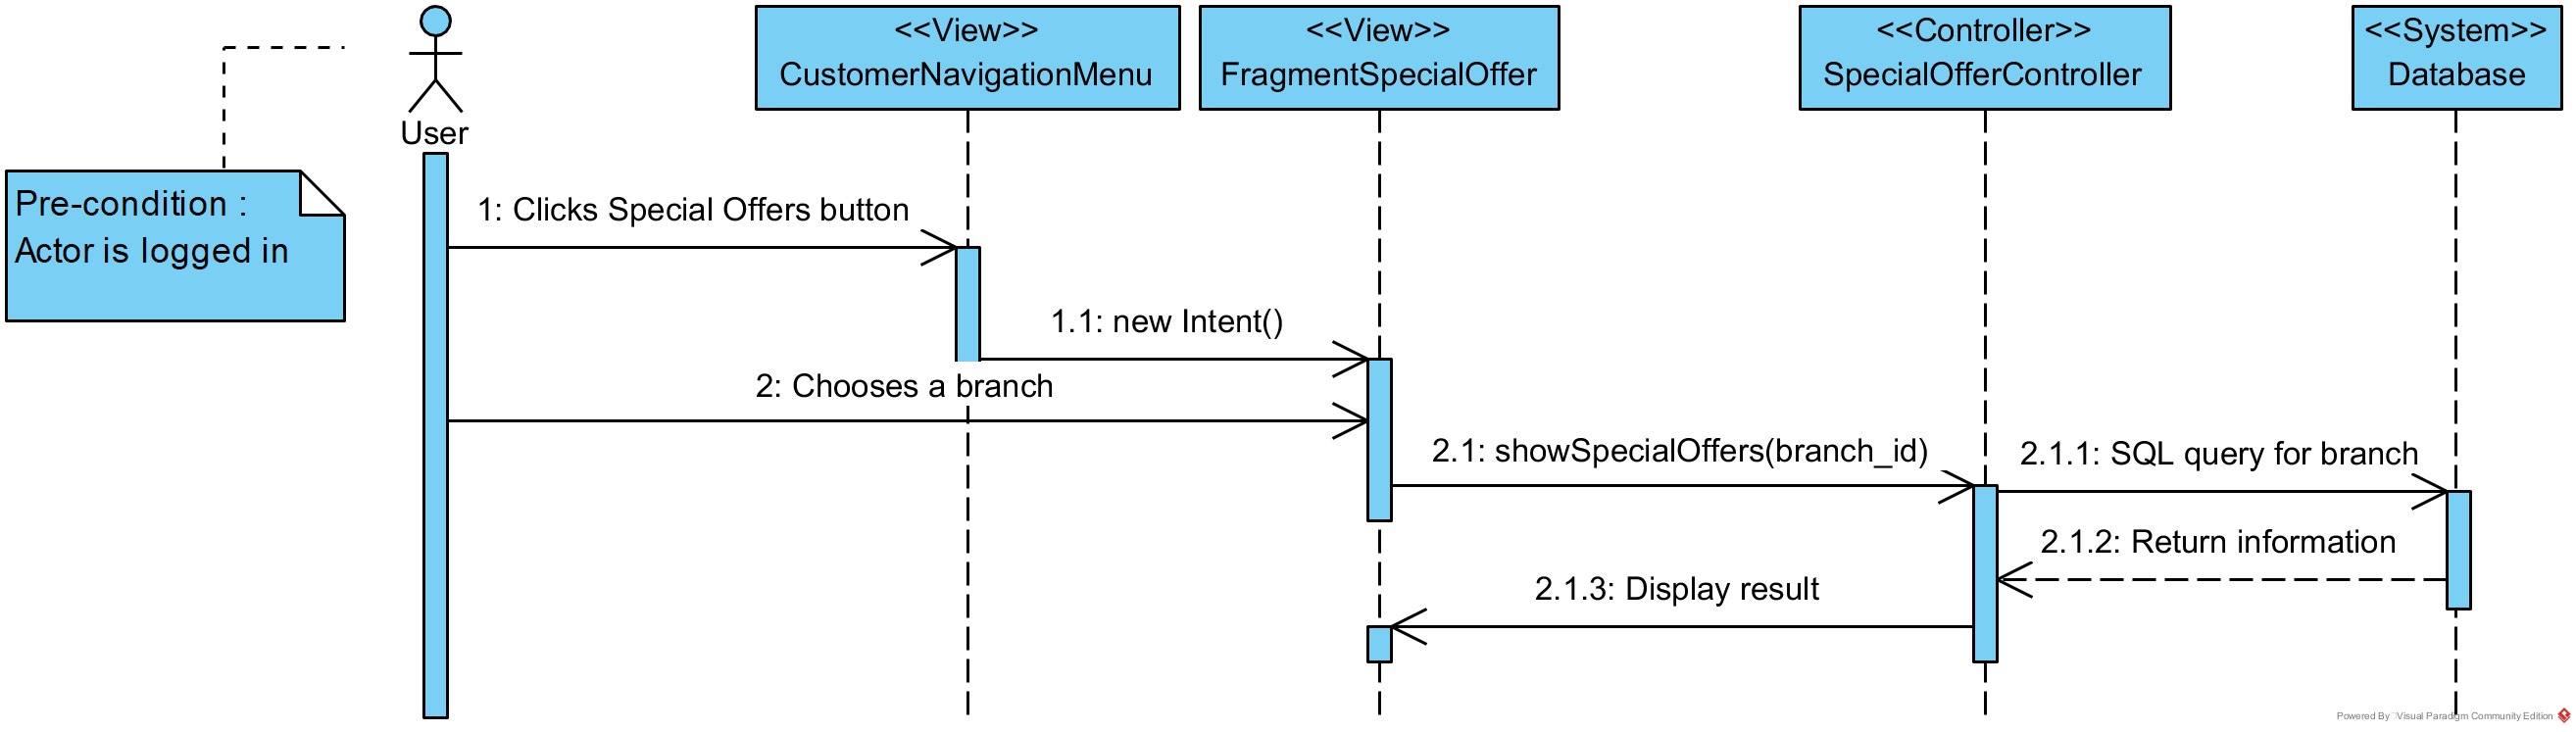 <<View>>
CustomerNavigationMenu
<<View>>
FragmentSpecialOffer
<<Controller>>
SpecialOfferController
<<System>>
Database
User
Pre-condition :
Actor is logged in
1: Clicks Special Offers button
1.1: new Intent()
2: Chooses a branch
2.1: showSpecialOffers(branch_id)
2.1.1: SQL query for branch
2.1.2: Return information
2.1.3: Display result
Powered By Visual Paradigm Community Edition